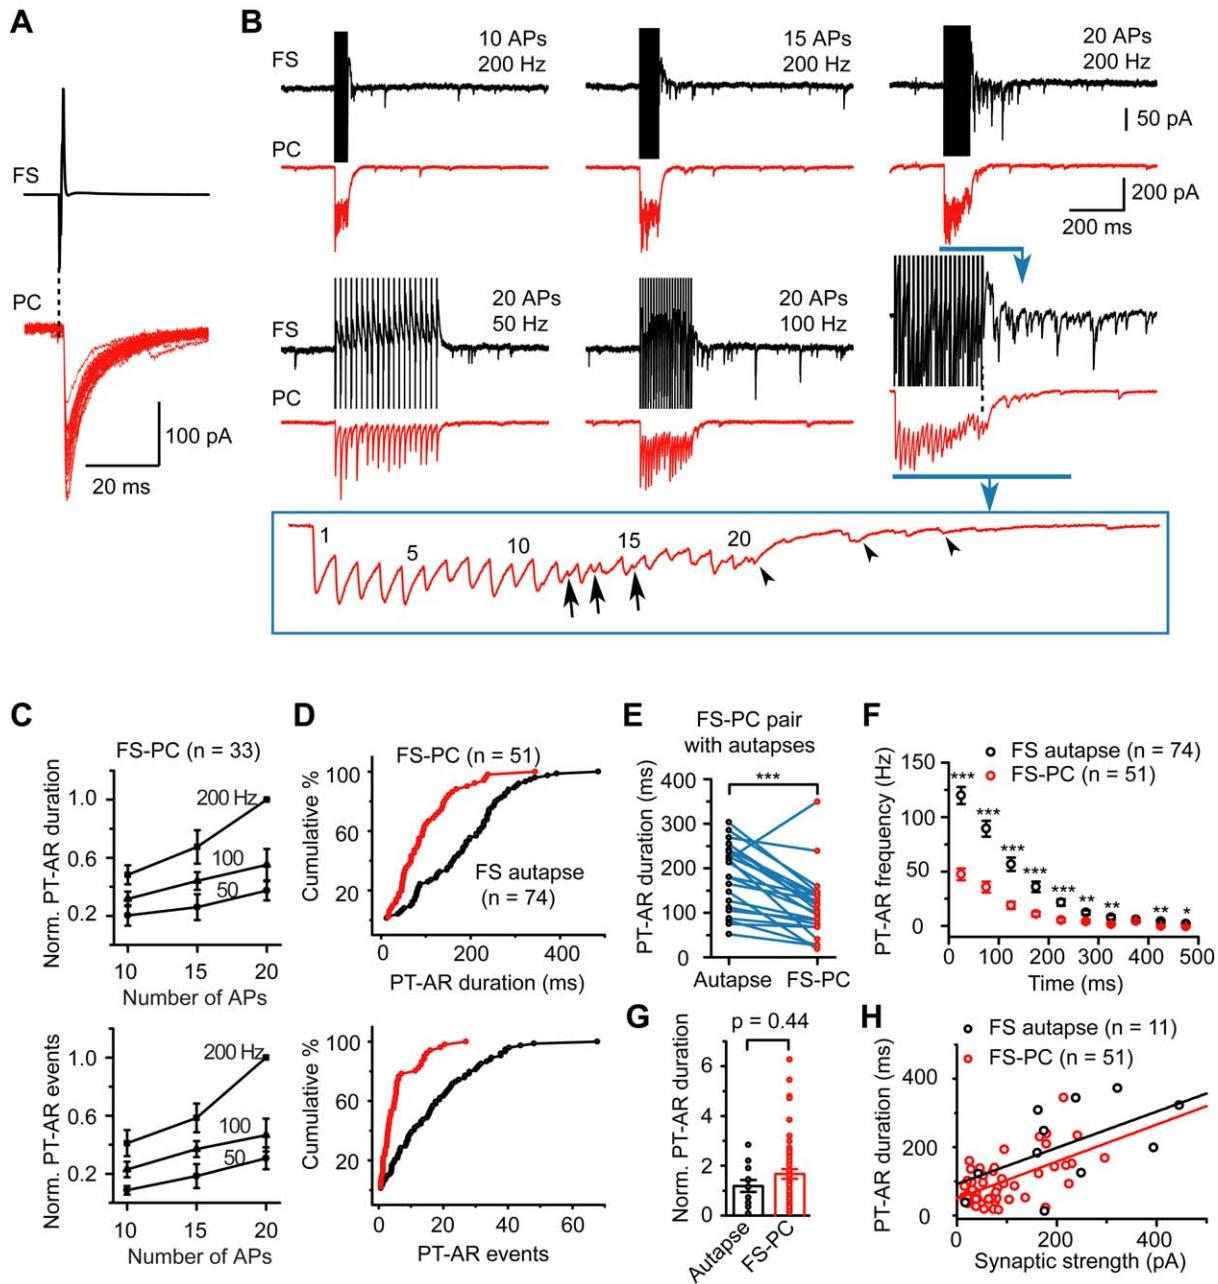 A
FS
PC
100 pA
20 ms
B
FS
PC
10 APs
200 Hz
15 APs
200 Hz
20 APs
200 Hz
50 pA
200 pA
200 ms
FS
PC
20 APs
50 Hz
20 APs
100 Hz
1
5
10
15
20
C
FS-PC (n = 33)
Norm. PT-AR duration
1.0
0.6
0.2
200 Hz
100
50
10
15
20
Number of APs
Norm. PT-AR events
1.0
0.6
0.2
200 Hz
100
50
10
15
20
Number of APs
D
FS-PC (n = 51)
Cumulative %
100
60
20
FS autapse
(n = 74)
0
200
400
PT-AR duration (ms)
Cumulative %
100
60
20
0
20
40
60
PT-AR events
E
FS-PC pair
with autapses
PT-AR duration (ms)
400
300
200
100
0
***
Autapse
FS-PC
F
FS autapse (n = 74)
FS-PC (n = 51)
PT-AR frequency (Hz)
150
100
50
0
***
***
***
***
***
**
**
**
*
0
100
200
300
400
500
Time (ms)
G
p = 0.44
Norm. PT-AR duration
6
4
2
0
Autapse
FS-PC
H
FS autapse (n = 11)
FS-PC (n = 51)
PT-AR duration (ms)
400
200
0
0
200
400
Synaptic strength (pA)